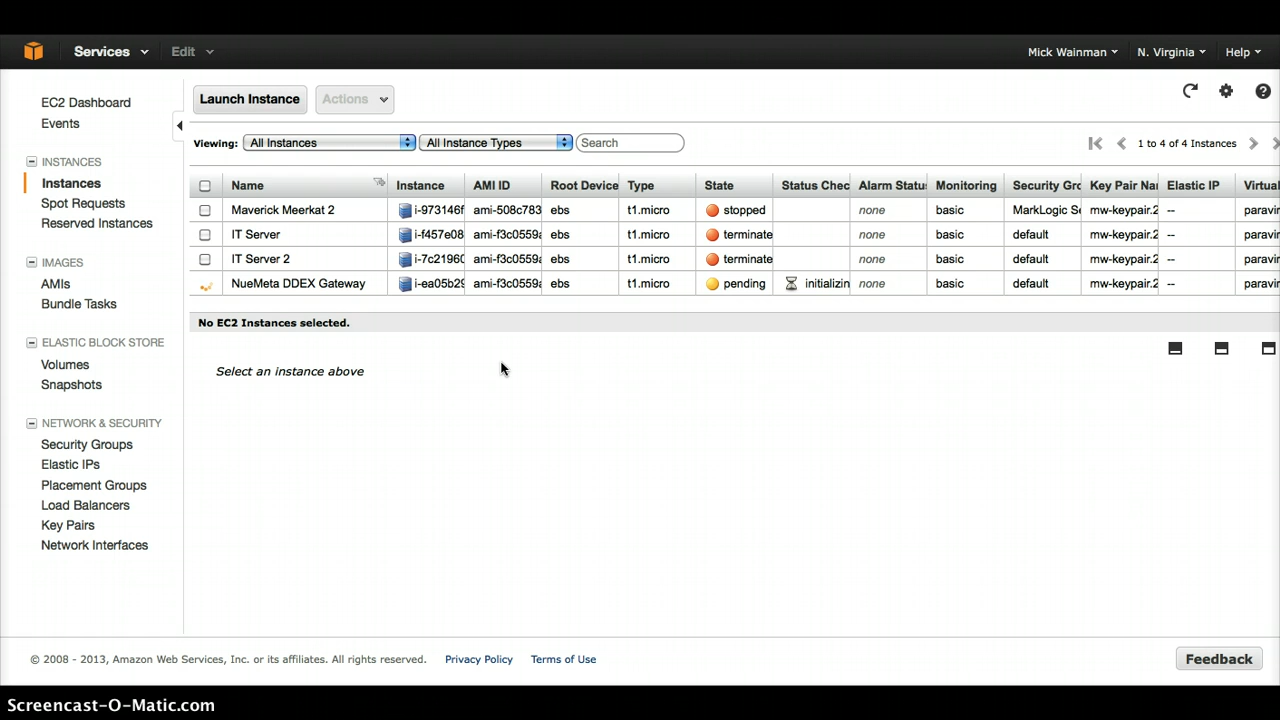 Services Edit Mick Wainman N. Virginia Help
EC2 Dashboard
Events
INSTANCES
Instances
Spot Requests
Reserved Instances
IMAGES
AMIs
Bundle Tasks
ELASTIC BLOCK STORE
Volumes
Snapshots
NETWORK & SECURITY
Security Groups
Elastic IPs
Placement Groups
Load Balancers
Key Pairs
Network Interfaces
Launch Instance Actions
Viewing: All Instances All Instance Types Search 1 to 4 of 4 Instances
Name Instance AMI ID Root Device Type State Status Chec Alarm Statu Monitoring Security Gro Key Pair Nar Elastic IP Virtual
Maverick Meerkat 2 i-973146f ami-508c783 ebs t1.micro stopped none basic MarkLogic Se mw-keypair.2 -- paravir
IT Server i-f457e08 ami-f3c0559a ebs t1.micro terminate none basic default mw-keypair.2 -- paravir
IT Server 2 i-7c21960 ami-f3c0559a ebs t1.micro terminate none basic default mw-keypair.2 -- paravir
NueMeta DDEX Gateway i-ea05b29 ami-f3c0559a ebs t1.micro pending initializin none basic default mw-keypair.2 -- paravir
No EC2 Instances selected.
Select an instance above
© 2008 - 2013, Amazon Web Services, Inc. or its affiliates. All rights reserved. Privacy Policy Terms of Use Feedback
Screencast-O-Matic.com